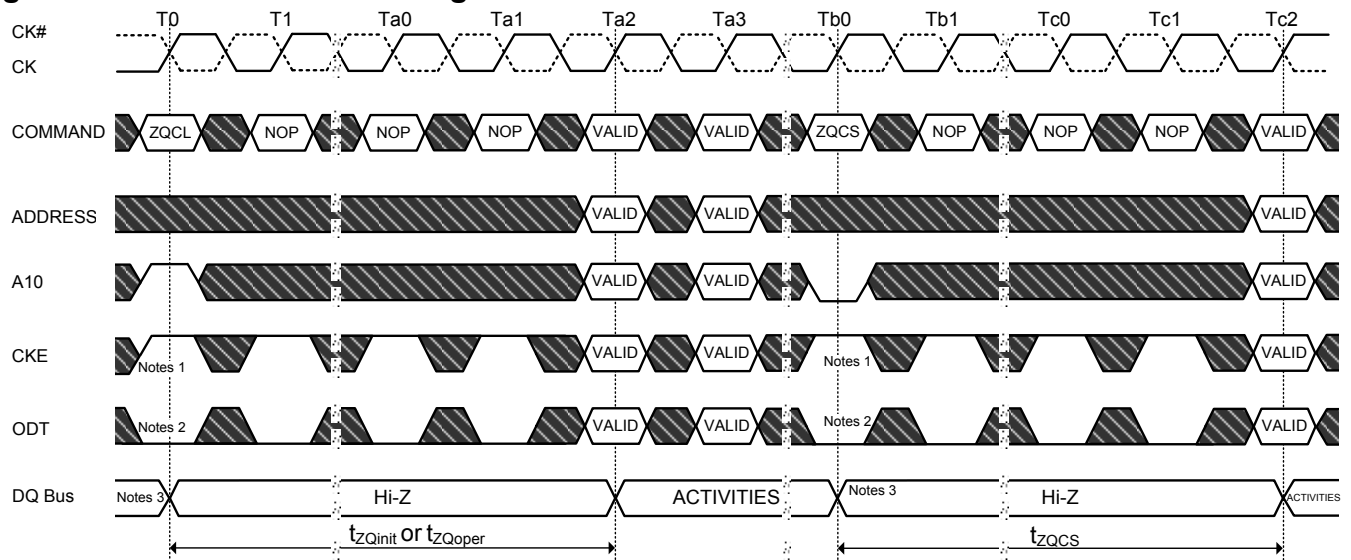 T0 T1 Ta0 Ta1 Ta2 Ta3 Tb0 Tb1 Tc0 Tc1 Tc2
CK#
CK
COMMAND ZQCL NOP NOP NOP VALID VALID ZQCS NOP NOP NOP VALID
ADDRESS VALID VALID VALID
A10 VALID VALID VALID
CKE Notes 1 VALID VALID Notes 1 VALID
ODT Notes 2 VALID VALID Notes 2 VALID
DQ Bus Notes 3 Hi-Z ACTIVITIES Notes 3 Hi-Z ACTIVITIES
tZQinit or tZQoper tZQCS